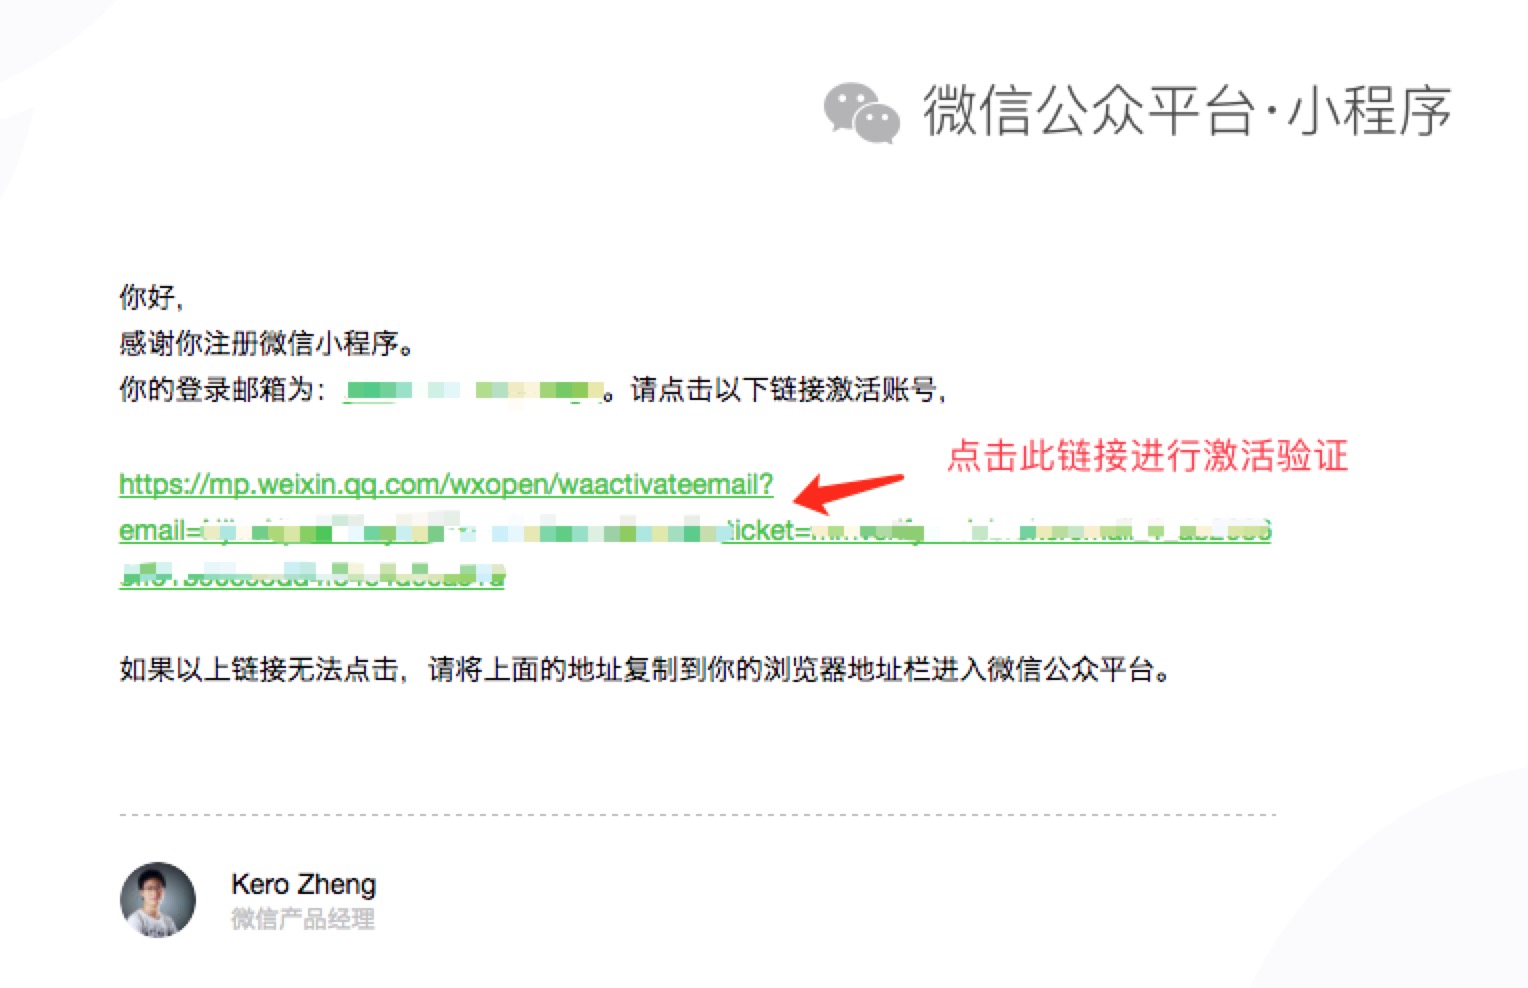 微信公众平台·小程序
你好,
感谢你注册微信小程序。
你的登录邮箱为: 。请点击以下链接激活账号,
点击此链接进行激活验证
https://mp.weixin.qq.com/wxopen/waactivateemail?
email= ticket=
如果以上链接无法点击, 请将上面的地址复制到你的浏览器地址栏进入微信公众平台。
Kero Zheng
微信产品经理